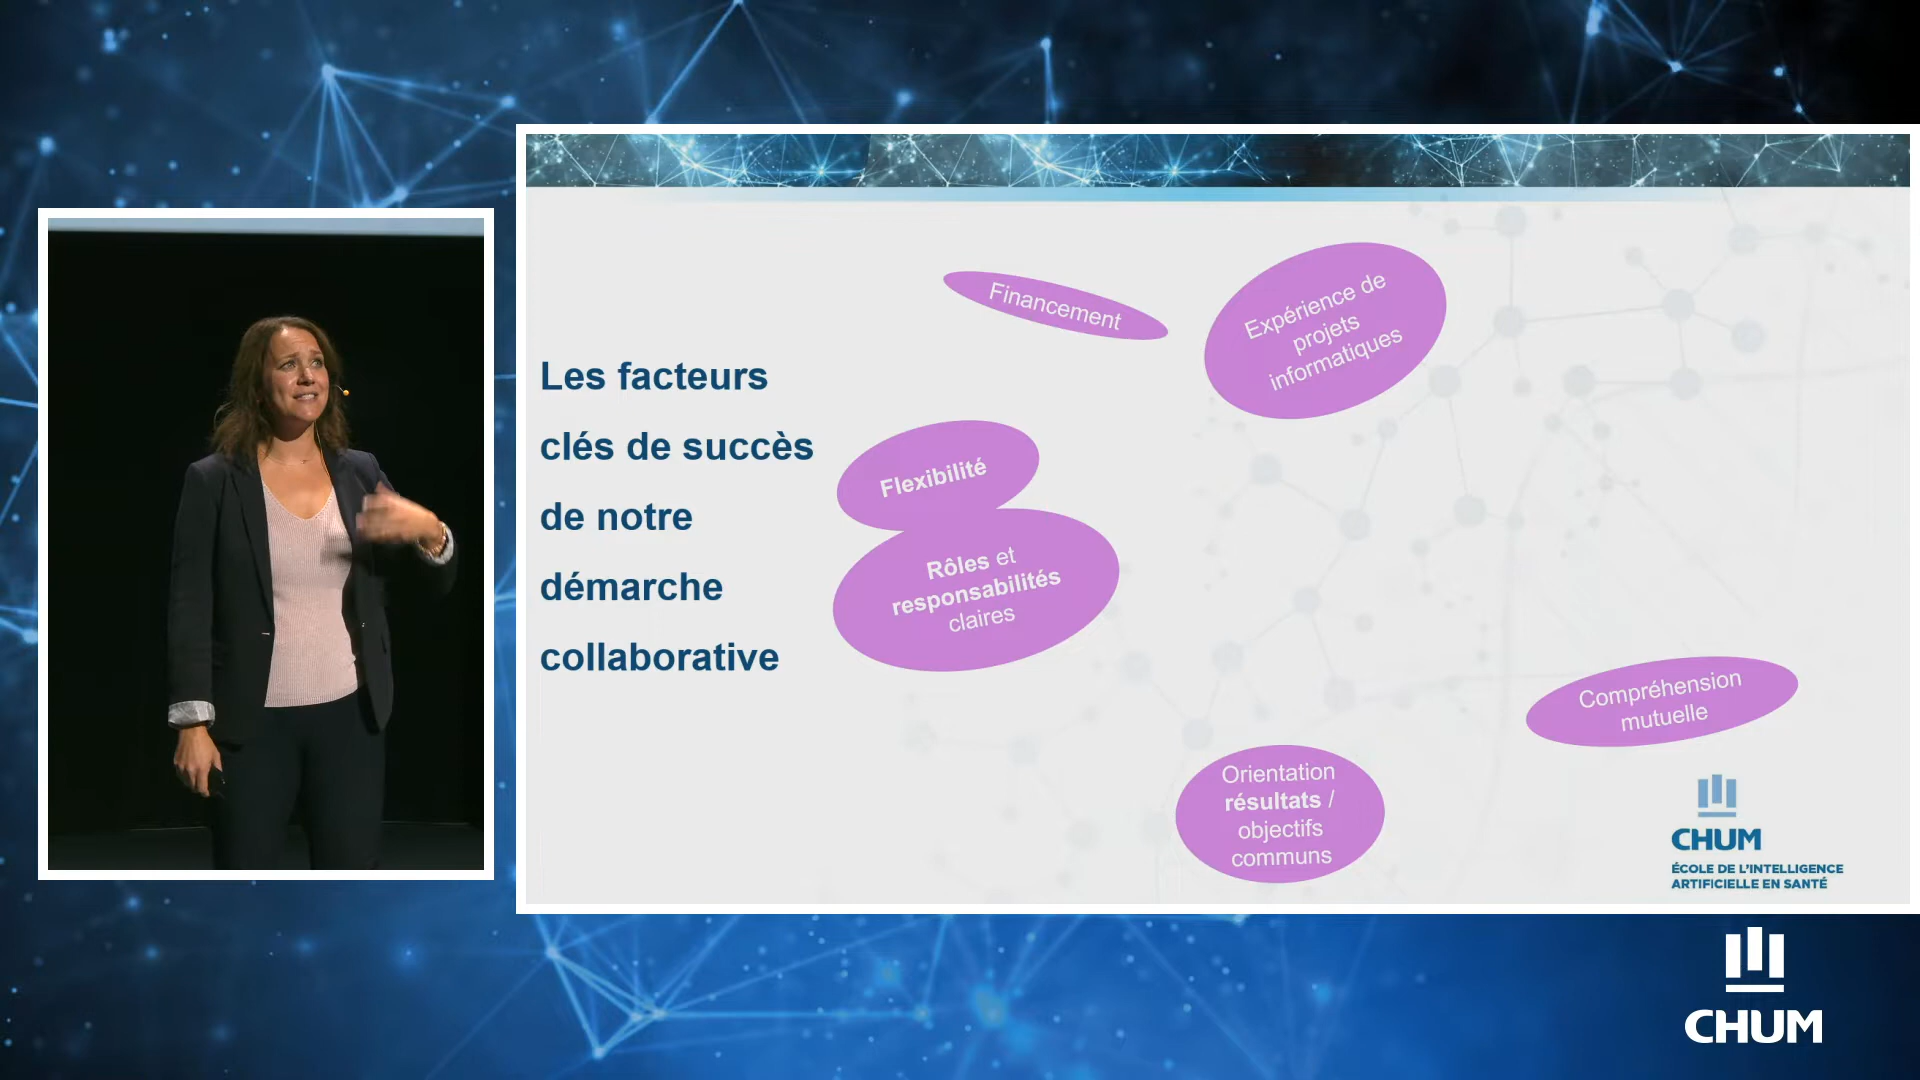 Les facteurs
clés de succès
de notre
démarche
collaborative
Financement
Expérience de
projets
informatiques
Flexibilité
Rôles et
responsabilités
claires
Compréhension
mutuelle
Orientation
résultats /
objectifs
communs
CHUM
ÉCOLE DE L'INTELLIGENCE
ARTIFICIELLE EN SANTÉ
CHUM